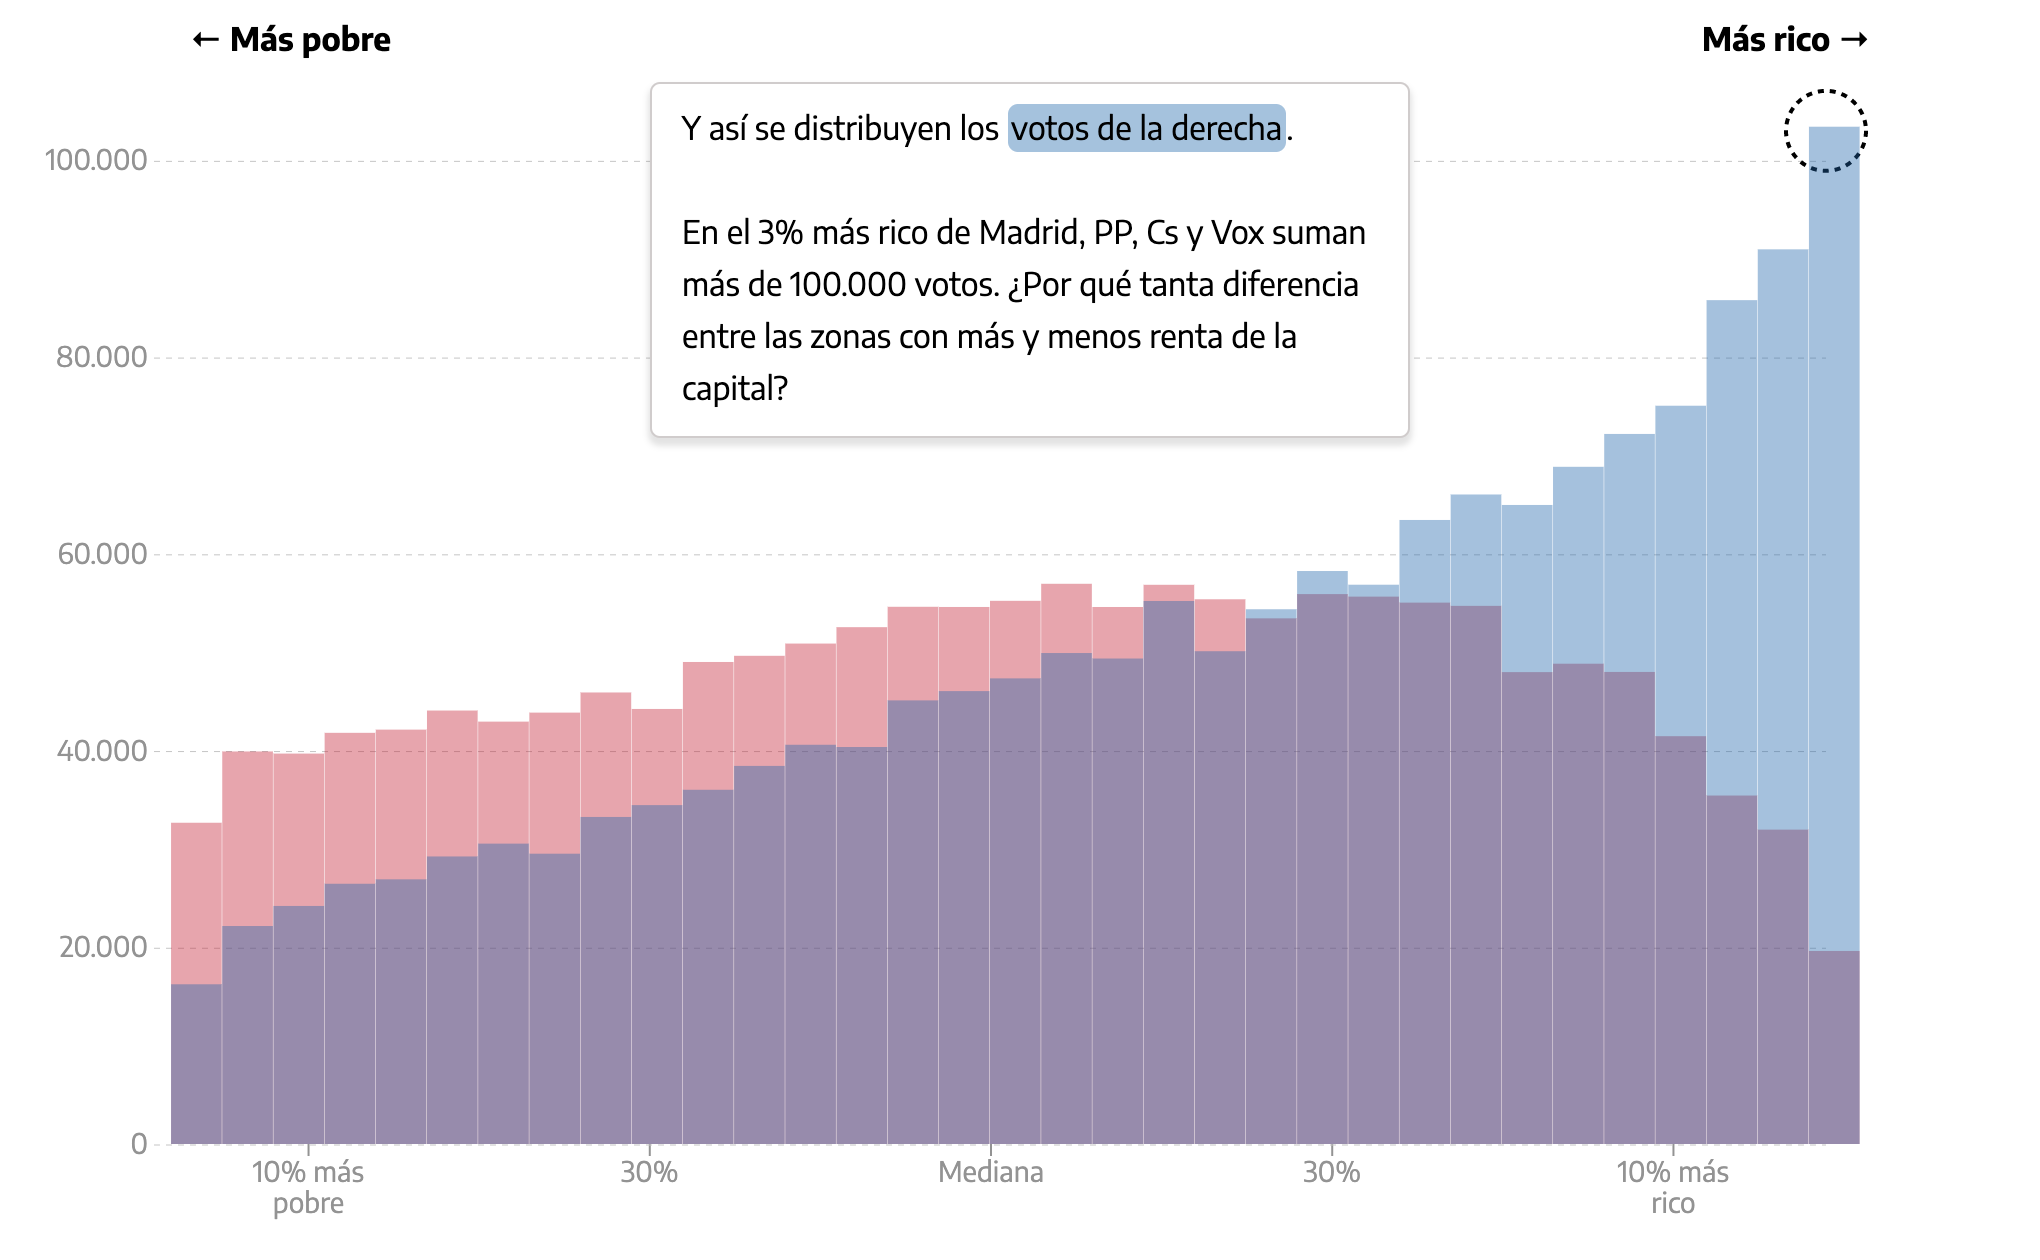 ← Más pobre
Más rico →
Y así se distribuyen los votos de la derecha.
En el 3% más rico de Madrid, PP, Cs y Vox suman
más de 100.000 votos. ¿Por qué tanta diferencia
entre las zonas con más y menos renta de la
capital?
100.000
80.000
60.000
40.000
20.000
0
10% más
pobre
30%
Mediana
30%
10% más
rico